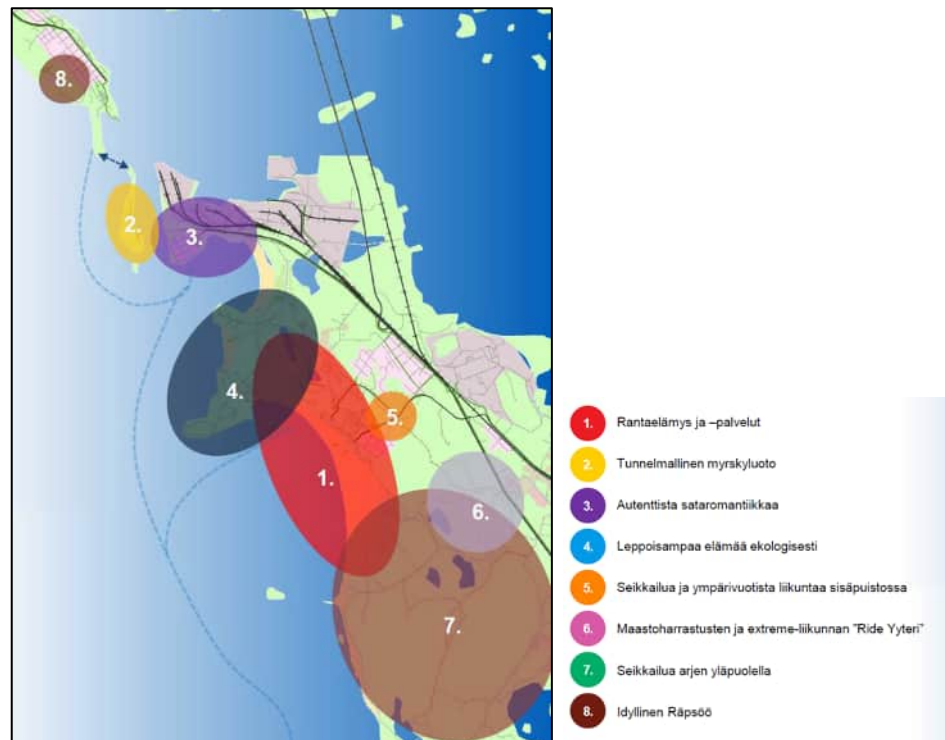 8.
2.
3.
4.
5.
1.
6.
7.
1. Rantaelämys ja –palvelut
2. Tunnelmallinen myrskyluoto
3. Autenttista sataromantiikkaa
4. Leppoisampaa elämää ekologisesti
5. Seikkailua ja ympärivuotista liikuntaa sisäpuistossa
6. Maastoharrastusten ja extreme-liikunnan ”Ride Yyteri”
7. Seikkailua arjen yläpuolella
8. Idyllinen Räpsöö